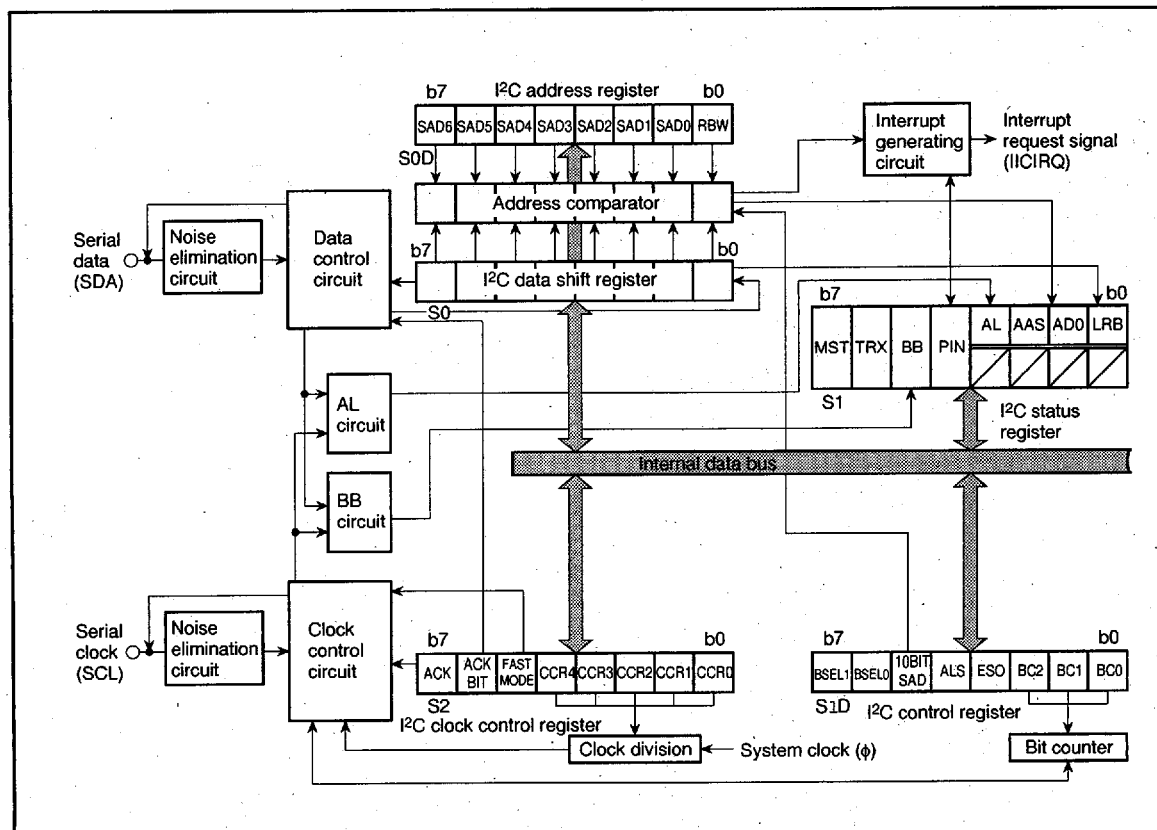 b7 I²C address register b0
SAD6 SAD5 SAD4 SAD3 SAD2 SAD1 SAD0 RBW
S0D
Interrupt
generating
circuit
Interrupt
request signal
(IICIRQ)
Address comparator
Serial
data
(SDA)
Noise
elimination
circuit
Data
control
circuit
b7 b0
I²C data shift register
S0
b7 b0
MST TRX BB PIN AL AAS AD0 LRB
S1
I²C status
register
AL
circuit
Internal data bus
BB
circuit
Serial
clock
(SCL)
Noise
elimination
circuit
Clock
control
circuit
b7 b0
ACK ACK BIT FAST MODE CCR4 CCR3 CCR2 CCR1 CCR0
S2
I²C clock control register
Clock division
System clock (ϕ)
b7 b0
BSEL1 BSEL0 10BIT SAD ALS ESO BC2 BC1 BC0
S1D
I²C control register
Bit counter